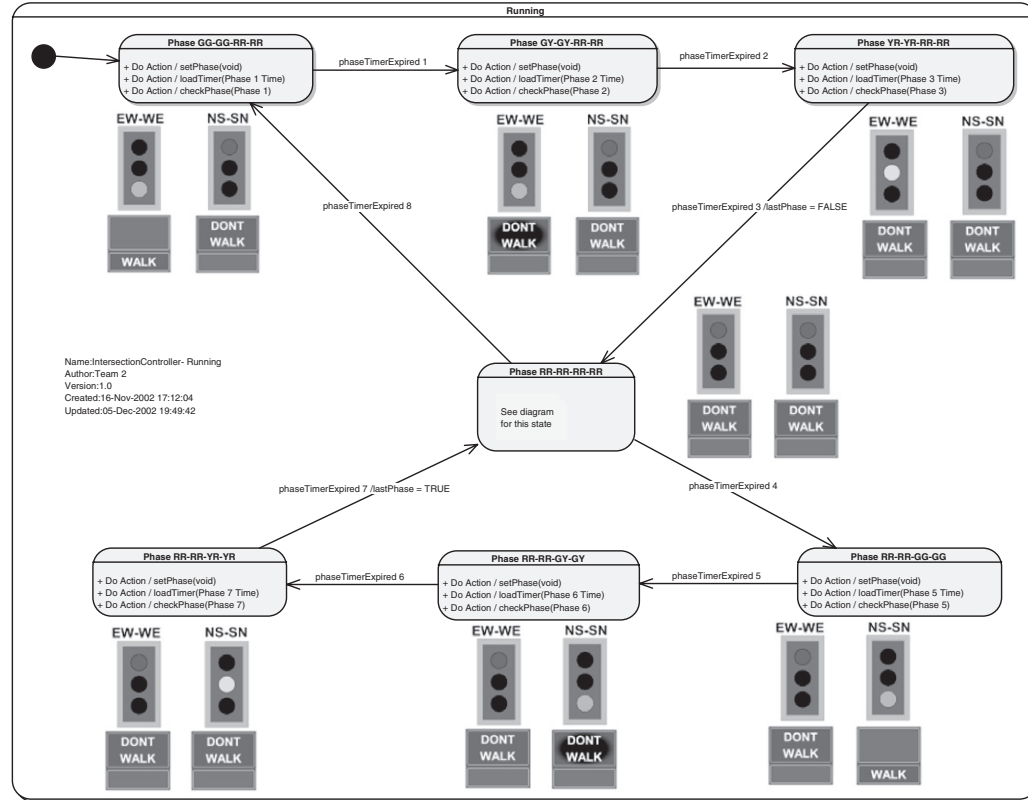 Running
Phase GG-GG-RR-RR
+ Do Action / setPhase(void)
+ Do Action / loadTimer(Phase 1 Time)
+ Do Action / checkPhase(Phase 1)
phaseTimerExpired 1
Phase GY-GY-RR-RR
+ Do Action / setPhase(void)
+ Do Action / loadTimer(Phase 2 Time)
+ Do Action / checkPhase(Phase 2)
phaseTimerExpired 2
Phase YR-YR-RR-RR
+ Do Action / setPhase(void)
+ Do Action / loadTimer(Phase 3 Time)
+ Do Action / checkPhase(Phase 3)
EW-WE
NS-SN
WALK
DONT
WALK
EW-WE
NS-SN
DONT
WALK
DONT
WALK
EW-WE
NS-SN
DONT
WALK
DONT
WALK
phaseTimerExpired 8
phaseTimerExpired 3 /lastPhase = FALSE
EW-WE
NS-SN
DONT
WALK
DONT
WALK
Name:IntersectionController- Running
Author:Team 2
Version:1.0
Created:16-Nov-2002 17:12:04
Updated:05-Dec-2002 19:49:42
Phase RR-RR-RR-RR
See diagram
for this state
phaseTimerExpired 7 /lastPhase = TRUE
phaseTimerExpired 4
Phase RR-RR-YR-YR
+ Do Action / setPhase(void)
+ Do Action / loadTimer(Phase 7 Time)
+ Do Action / checkPhase(Phase 7)
phaseTimerExpired 6
Phase RR-RR-GY-GY
+ Do Action / setPhase(void)
+ Do Action / loadTimer(Phase 6 Time)
+ Do Action / checkPhase(Phase 6)
phaseTimerExpired 5
Phase RR-RR-GG-GG
+ Do Action / setPhase(void)
+ Do Action / loadTimer(Phase 5 Time)
+ Do Action / checkPhase(Phase 5)
EW-WE
NS-SN
DONT
WALK
DONT
WALK
EW-WE
NS-SN
DONT
WALK
DONT
WALK
EW-WE
NS-SN
DONT
WALK
WALK